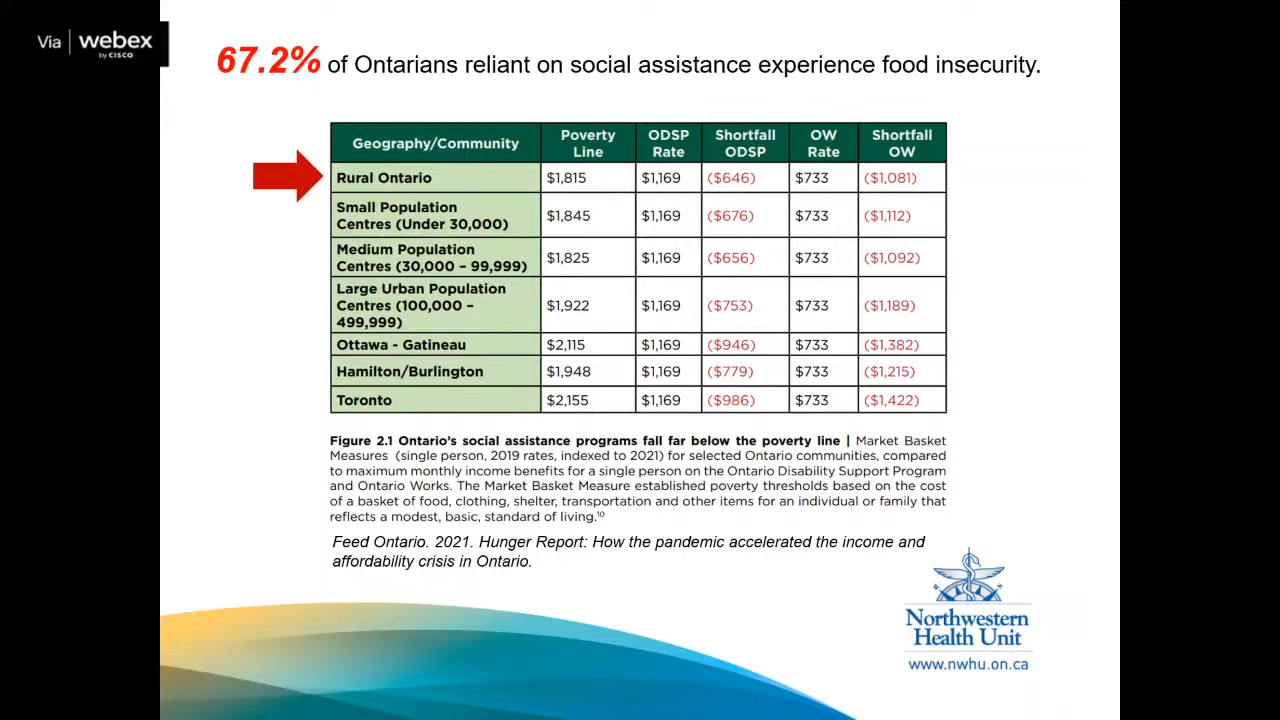 Via webex
by CISCO
67.2% of Ontarians reliant on social assistance experience food insecurity.
Geography/Community Poverty Line ODSP Rate Shortfall ODSP OW Rate Shortfall OW
Rural Ontario $1,815 $1,169 ($646) $733 ($1,081)
Small Population
Centres (Under 30,000) $1,845 $1,169 ($676) $733 ($1,112)
Medium Population
Centres (30,000 – 99,999) $1,825 $1,169 ($656) $733 ($1,092)
Large Urban Population
Centres (100,000 –
499,999) $1,922 $1,169 ($753) $733 ($1,189)
Ottawa - Gatineau $2,115 $1,169 ($946) $733 ($1,382)
Hamilton/Burlington $1,948 $1,169 ($779) $733 ($1,215)
Toronto $2,155 $1,169 ($986) $733 ($1,422)
Figure 2.1 Ontario's social assistance programs fall far below the poverty line | Market Basket
Measures (single person, 2019 rates, indexed to 2021) for selected Ontario communities, compared
to maximum monthly income benefits for a single person on the Ontario Disability Support Program
and Ontario Works. The Market Basket Measure established poverty thresholds based on the cost
of a basket of food, clothing, shelter, transportation and other items for an individual or family that
reflects a modest, basic, standard of living.¹⁰
Feed Ontario. 2021. Hunger Report: How the pandemic accelerated the income and
affordability crisis in Ontario.
Northwestern
Health Unit
www.nwhu.on.ca